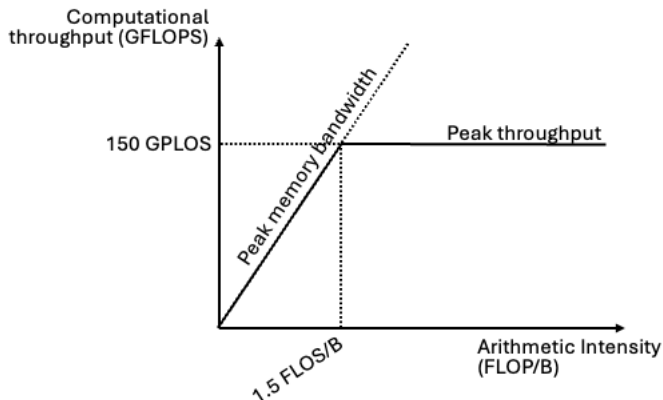 Computational
throughput (GFLOPS)
150 GPLOS
Peak memory bandwidth
Peak throughput
1.5 FLOS/B
Arithmetic Intensity
(FLOP/B)